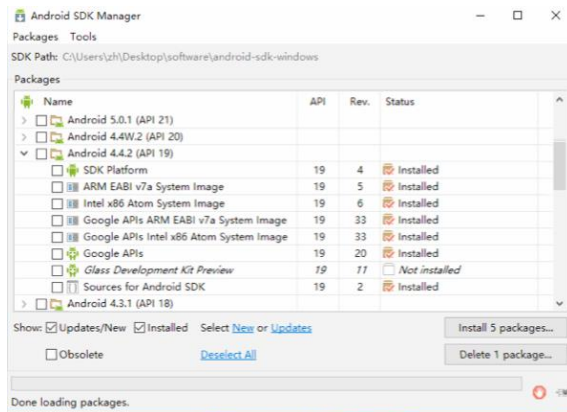 Android SDK Manager
Packages Tools
SDK Path: C:\Users\zh\Desktop\software\android-sdk-windows
Packages
Name API Rev. Status
Android 5.0.1 (API 21)
Android 4.4W.2 (API 20)
Android 4.4.2 (API 19)
SDK Platform 19 4 Installed
ARM EABI v7a System Image 19 5 Installed
Intel x86 Atom System Image 19 6 Installed
Google APIs ARM EABI v7a System Image 19 33 Installed
Google APIs Intel x86 Atom System Image 19 33 Installed
Google APIs 19 20 Installed
Glass Development Kit Preview 19 11 Not installed
Sources for Android SDK 19 2 Installed
Android 4.3.1 (API 18)
Show: Updates/New Installed Select New or Updates Install 5 packages...
Obsolete Deselect All Delete 1 package...
Done loading packages.